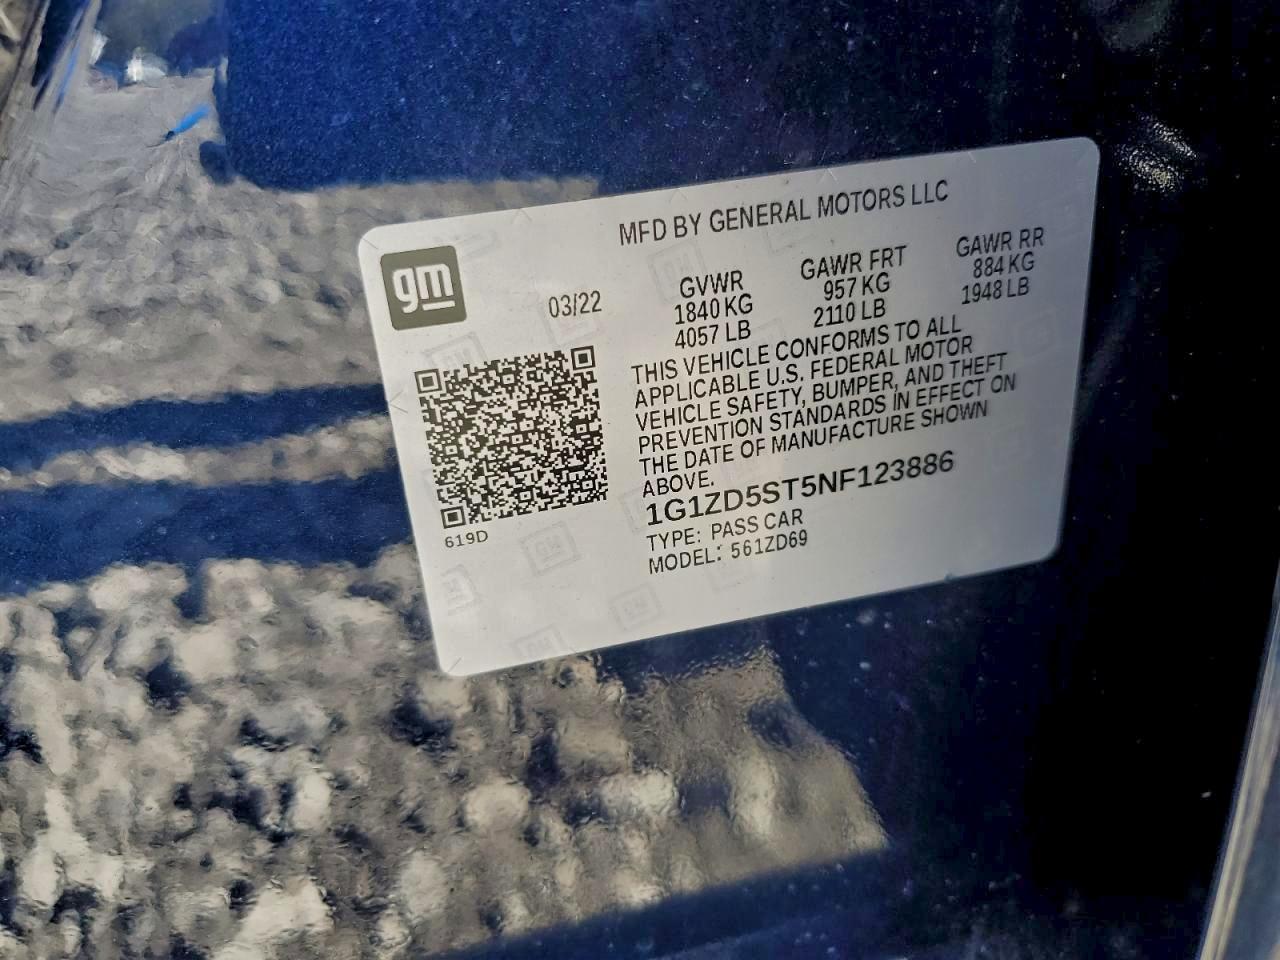 MFD BY GENERAL MOTORS LLC
gm
03/22
GVWR
1840 KG
4057 LB
GAWR FRT
957 KG
2110 LB
GAWR RR
884 KG
1948 LB
THIS VEHICLE CONFORMS TO ALL
APPLICABLE U.S. FEDERAL MOTOR
VEHICLE SAFETY, BUMPER, AND THEFT
PREVENTION STANDARDS IN EFFECT ON
THE DATE OF MANUFACTURE SHOWN
ABOVE.
1G1ZD5ST5NF123886
TYPE: PASS CAR
MODEL: 561ZD69
619D